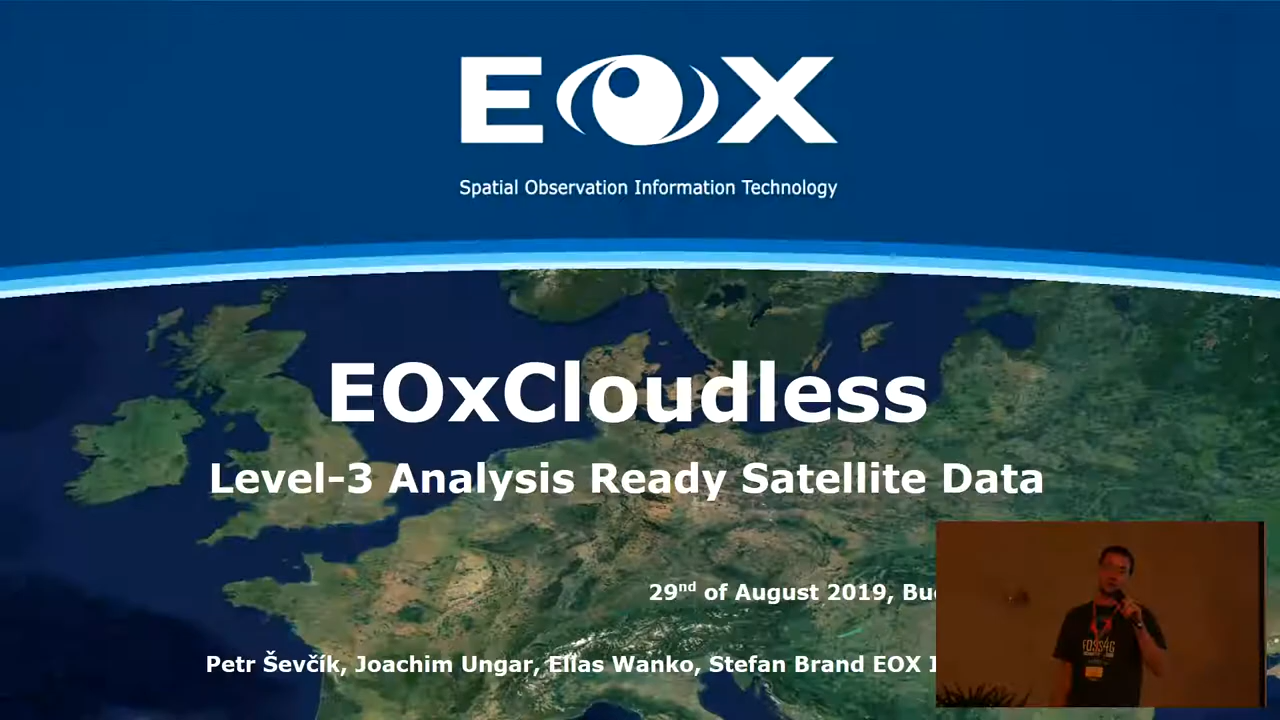 EOX
Spatial Observation Information Technology
EOxCloudless
Level-3 Analysis Ready Satellite Data
29nd of August 2019,
Petr Ševčík, Joachim Ungar, Elias Wanko, Stefan Brand EOX
FOSS4G